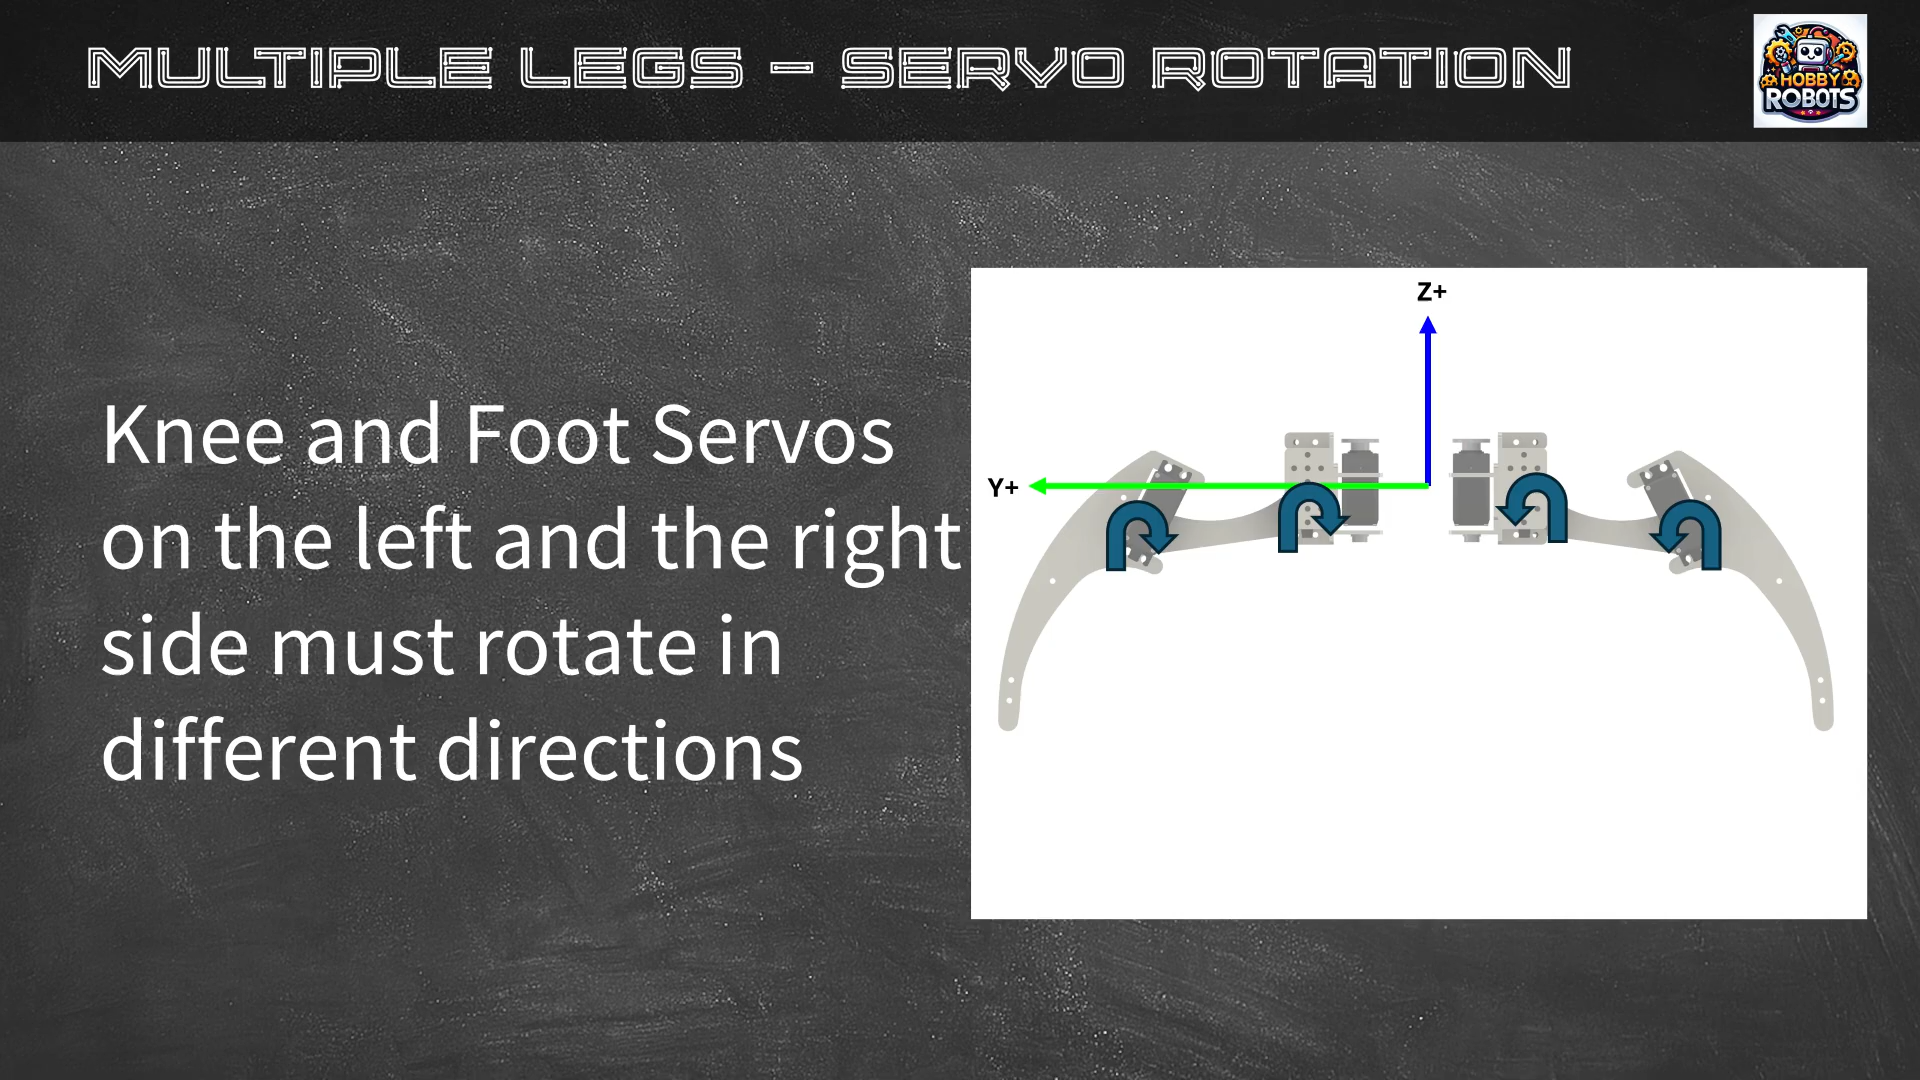 MULTIPLE LEGS - SERVO ROTATION
HOBBY
ROBOTS
Knee and Foot Servos
on the left and the right
side must rotate in
different directions
Z+
Y+